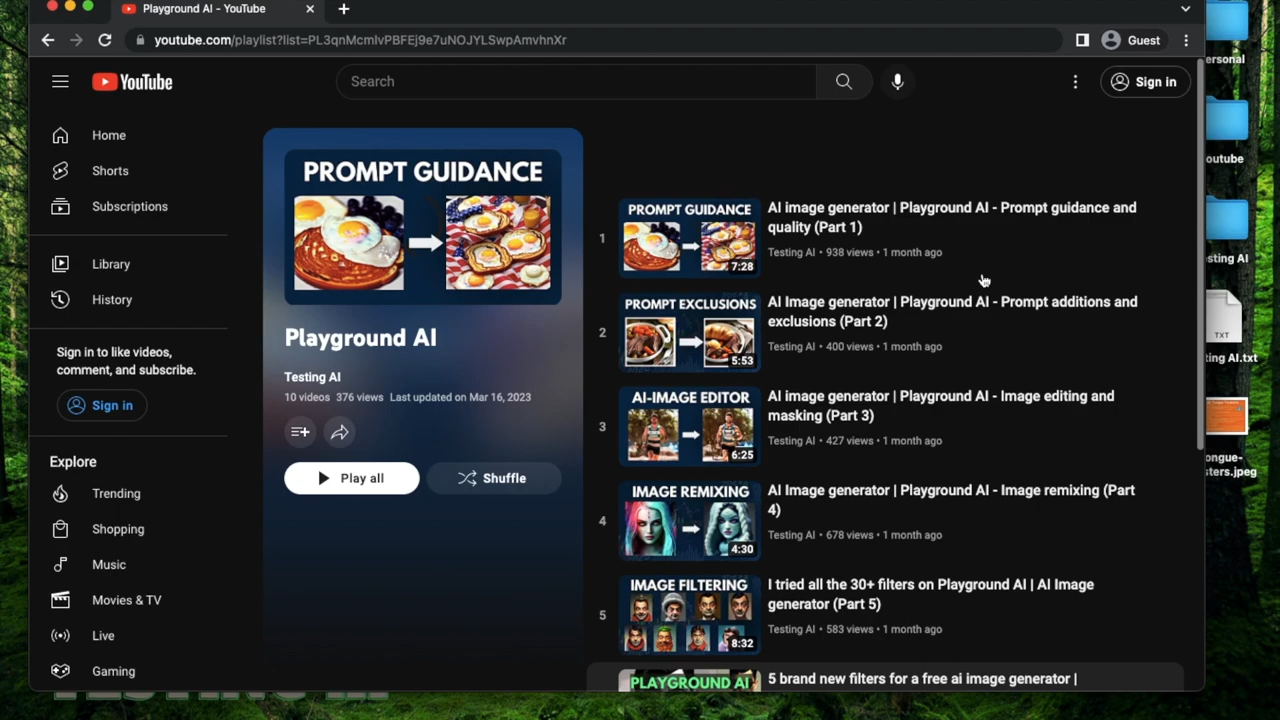 Playground AI - YouTube
youtube.com/playlist?list=PL3qnMcmlvPBFEj9e7uNOJYLSwpAmvhnXr
Guest
YouTube
Search
Sign in
Home
Shorts
Subscriptions
Library
History
Sign in to like videos,
comment, and subscribe.
Sign in
Explore
Trending
Shopping
Music
Movies & TV
Live
Gaming
PROMPT GUIDANCE
Playground AI
Testing AI
10 videos 376 views Last updated on Mar 16, 2023
Play all
Shuffle
1
PROMPT GUIDANCE
7:28
AI image generator | Playground AI - Prompt guidance and
quality (Part 1)
Testing AI • 938 views • 1 month ago
2
PROMPT EXCLUSIONS
5:53
AI Image generator | Playground AI - Prompt additions and
exclusions (Part 2)
Testing AI • 400 views • 1 month ago
3
AI-IMAGE EDITOR
6:25
AI image generator | Playground AI - Image editing and
masking (Part 3)
Testing AI • 427 views • 1 month ago
4
IMAGE REMIXING
4:30
AI Image generator | Playground AI - Image remixing (Part
4)
Testing AI • 678 views • 1 month ago
5
IMAGE FILTERING
8:32
I tried all the 30+ filters on Playground AI | AI Image
generator (Part 5)
Testing AI • 583 views • 1 month ago
PLAYGROUND AI
5 brand new filters for a free ai image generator |
ersonal
outube
sting AI
TXT
ting AI.txt
ongue-
sters.jpeg